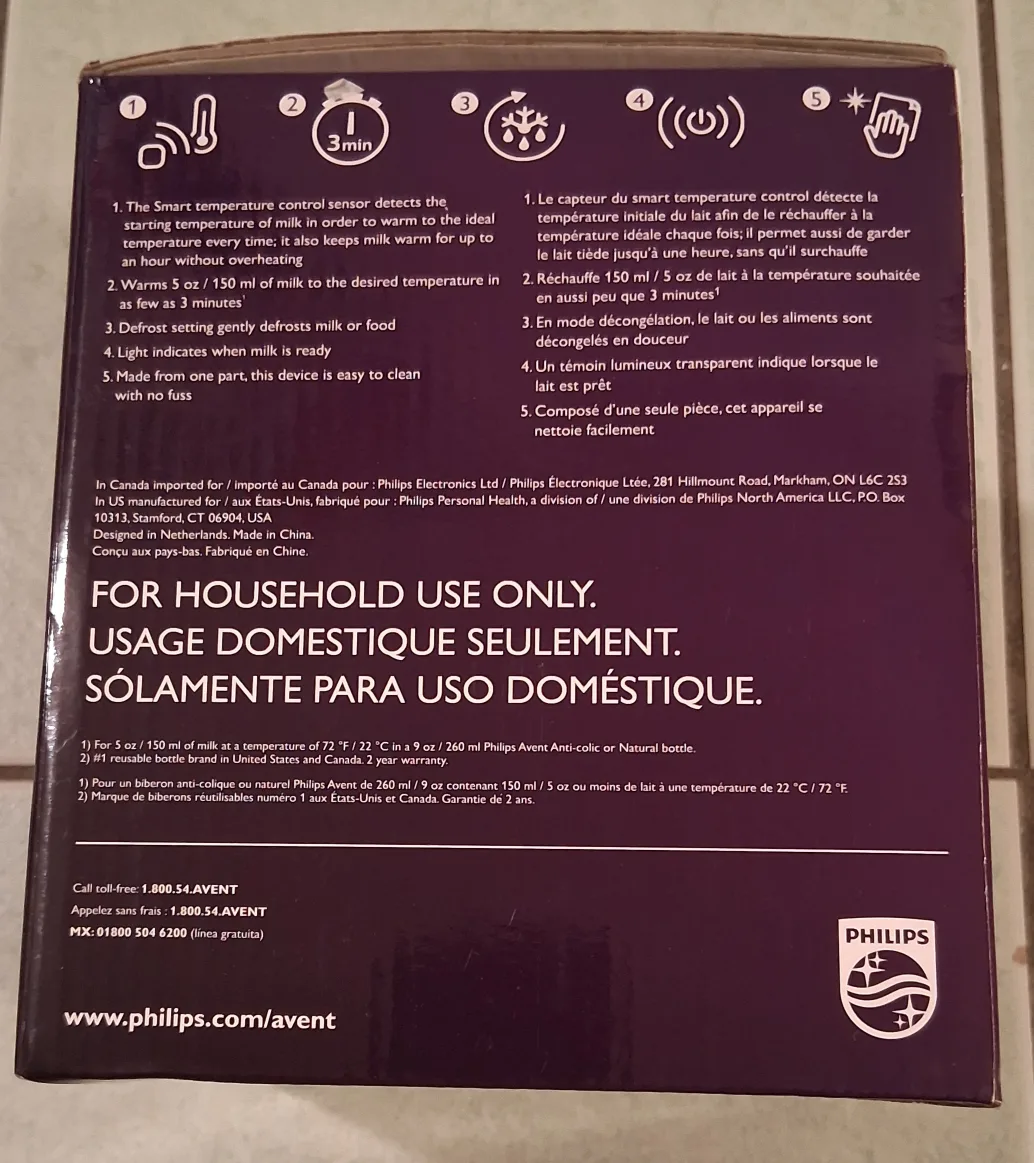 1
2
3min
3
4
5
1. The Smart temperature control sensor detects the
starting temperature of milk in order to warm to the ideal
temperature every time; it also keeps milk warm for up to
an hour without overheating
2. Warms 5 oz / 150 ml of milk to the desired temperature in
as few as 3 minutes¹
3. Defrost setting gently defrosts milk or food
4. Light indicates when milk is ready
5. Made from one part, this device is easy to clean
with no fuss
1. Le capteur du smart temperature control détecte la
température initiale du lait afin de le réchauffer à la
température idéale chaque fois; il permet aussi de garder
le lait tiède jusqu'à une heure, sans qu'il surchauffe
2. Réchauffe 150 ml / 5 oz de lait à la température souhaitée
en aussi peu que 3 minutes¹
3. En mode décongélation, le lait ou les aliments sont
décongelés en douceur
4. Un témoin lumineux transparent indique lorsque le
lait est prêt
5. Composé d'une seule pièce, cet appareil se
nettoie facilement
In Canada imported for / importé au Canada pour : Philips Electronics Ltd / Philips Électronique Ltée, 281 Hillmount Road, Markham, ON L6C 2S3
In US manufactured for / aux États-Unis, fabriqué pour : Philips Personal Health, a division of / une division de Philips North America LLC, P.O. Box
10313, Stamford, CT 06904, USA
Designed in Netherlands. Made in China.
Conçu aux pays-bas. Fabriqué en Chine.
FOR HOUSEHOLD USE ONLY.
USAGE DOMESTIQUE SEULEMENT.
SÓLAMENTE PARA USO DOMÉSTIQUE.
1) For 5 oz / 150 ml of milk at a temperature of 72 °F / 22 °C in a 9 oz / 260 ml Philips Avent Anti-colic or Natural bottle.
2) #1 reusable bottle brand in United States and Canada. 2 year warranty.
1) Pour un biberon anti-colique ou naturel Philips Avent de 260 ml / 9 oz contenant 150 ml / 5 oz ou moins de lait à une température de 22 °C / 72 °F.
2) Marque de biberons réutilisables numéro 1 aux États-Unis et Canada. Garantie de 2 ans.
Call toll-free: 1.800.54.AVENT
Appelez sans frais : 1.800.54.AVENT
MX: 01800 504 6200 (línea gratuita)
www.philips.com/avent
PHILIPS